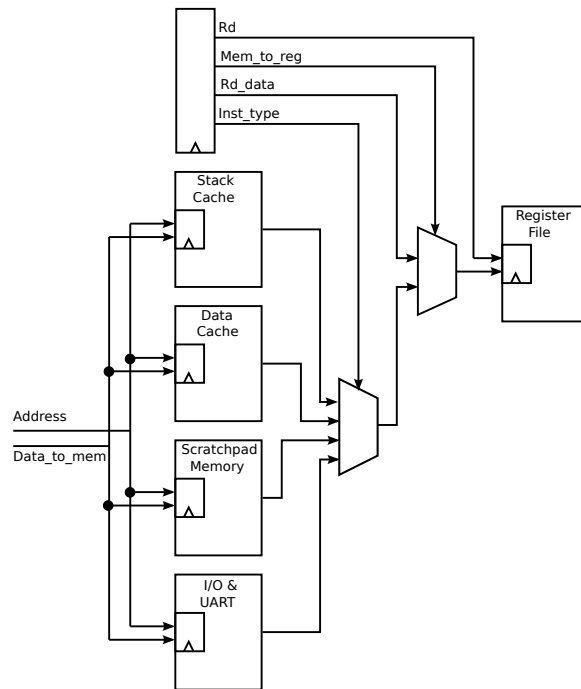 Rd
Mem_to_reg
Rd_data
Inst_type
Stack
Cache
Register
File
Data
Cache
Address
Data_to_mem
Scratchpad
Memory
I/O &
UART